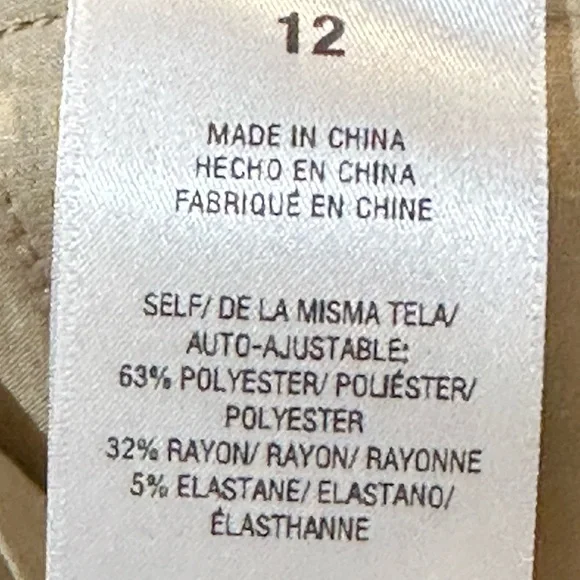 12
MADE IN CHINA
HECHO EN CHINA
FABRIQUÉ EN CHINE
SELF/ DE LA MISMA TELA/
AUTO-AJUSTABLE:
63% POLYESTER/ POLIÉSTER/
POLYESTER
32% RAYON/ RAYON/ RAYONNE
5% ELASTANE/ ELASTANO/
ÉLASTHANNE